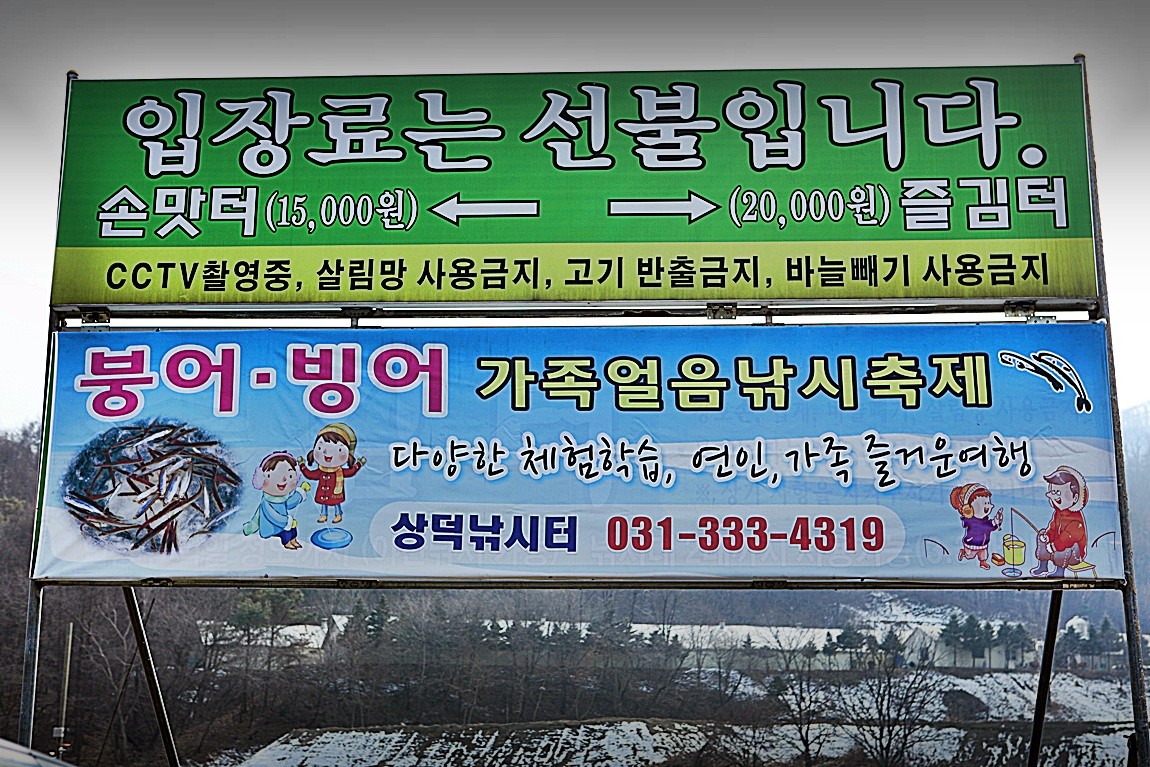 입장료는 선불입니다.
손맛터(15,000원) ← → (20,000원)즐김터
CCTV촬영중, 살림망 사용금지, 고기 반출금지, 바늘빼기 사용금지
붕어·빙어 가족얼음낚시축제
다양한 체험학습, 연인, 가족 즐거운여행
상덕낚시터 031-333-4319